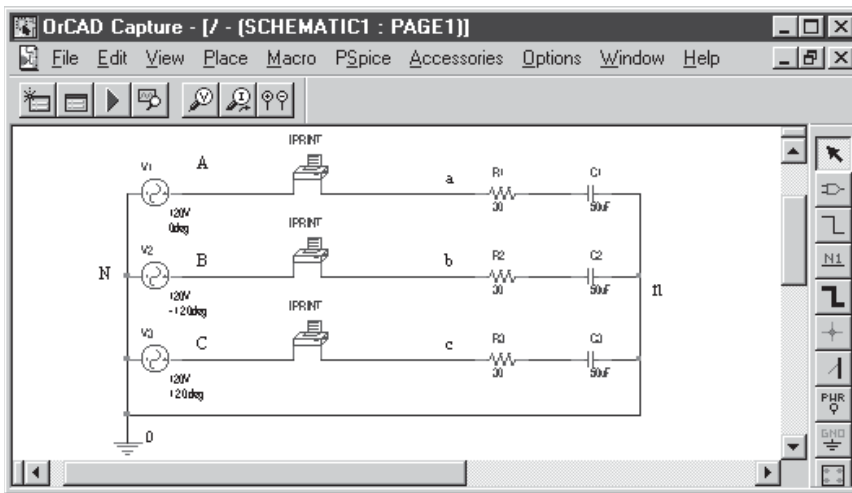 OrCAD Capture - [/ - (SCHEMATIC1 : PAGE1)]
File Edit View Place Macro PSpice Accessories Options Window Help
IPRINT
V1 A a R1 C1
120V 30 50uF
0deg
IPRINT
V2 B b R2 C2
N n
120V 30 50uF
-120deg
IPRINT
V3 C c R3 C3
120V 30 50uF
120deg
0
N1
PWR
GND